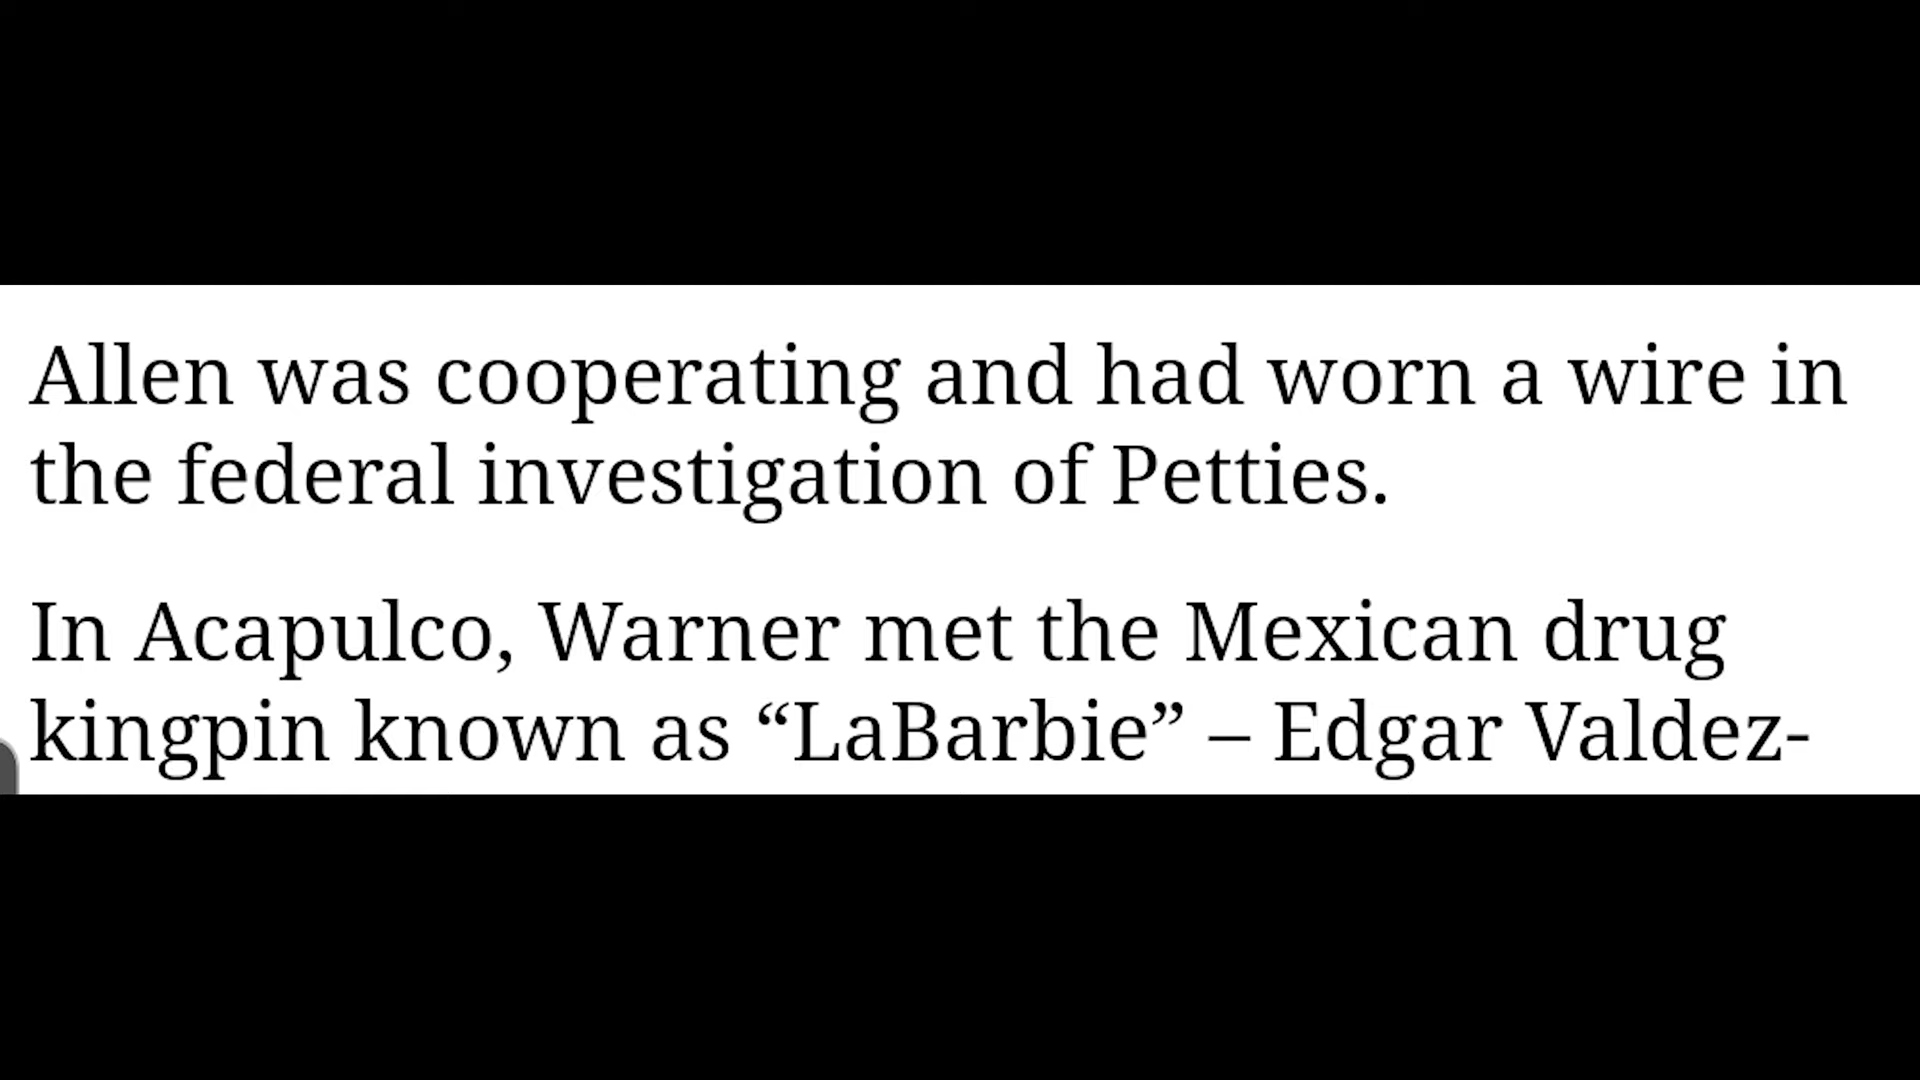 Allen was cooperating and had worn a wire in
the federal investigation of Petties.
In Acapulco, Warner met the Mexican drug
kingpin known as “LaBarbie” – Edgar Valdez-